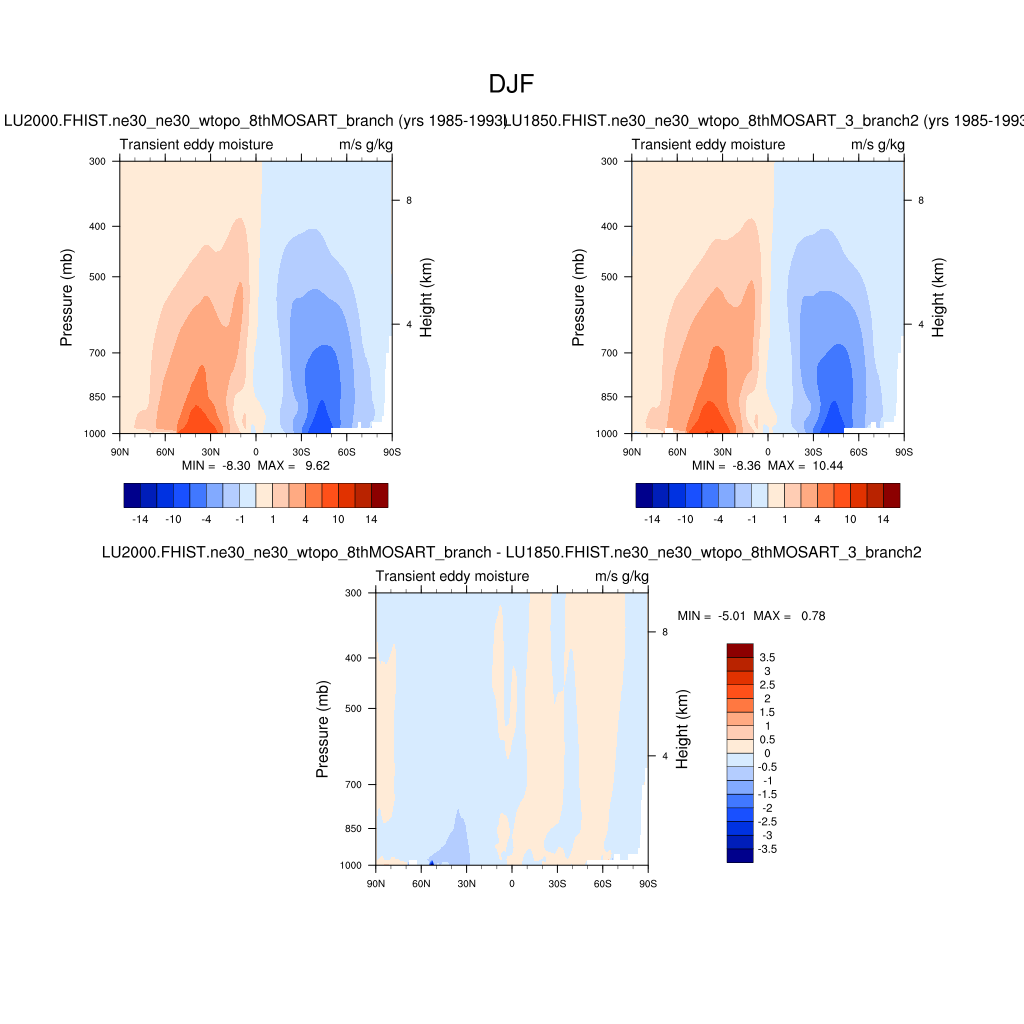 DJF
LU2000.FHIST.ne30_ne30_wtopo_8thMOSART_branch (yrs 1985-1993)
LU1850.FHIST.ne30_ne30_wtopo_8thMOSART_3_branch2 (yrs 1985-1993
Transient eddy moisture m/s g/kg
300
400
500
700
850
1000
Pressure (mb)
8
4
Height (km)
90N 60N 30N 0 30S 60S 90S
MIN = -8.30 MAX = 9.62
-14 -10 -4 -1 1 4 10 14
Transient eddy moisture m/s g/kg
300
400
500
700
850
1000
Pressure (mb)
8
4
Height (km)
90N 60N 30N 0 30S 60S 90S
MIN = -8.36 MAX = 10.44
-14 -10 -4 -1 1 4 10 14
LU2000.FHIST.ne30_ne30_wtopo_8thMOSART_branch - LU1850.FHIST.ne30_ne30_wtopo_8thMOSART_3_branch2
Transient eddy moisture m/s g/kg
300
400
500
700
850
1000
Pressure (mb)
8
4
Height (km)
90N 60N 30N 0 30S 60S 90S
MIN = -5.01 MAX = 0.78
3.5
3
2.5
2
1.5
1
0.5
0
-0.5
-1
-1.5
-2
-2.5
-3
-3.5